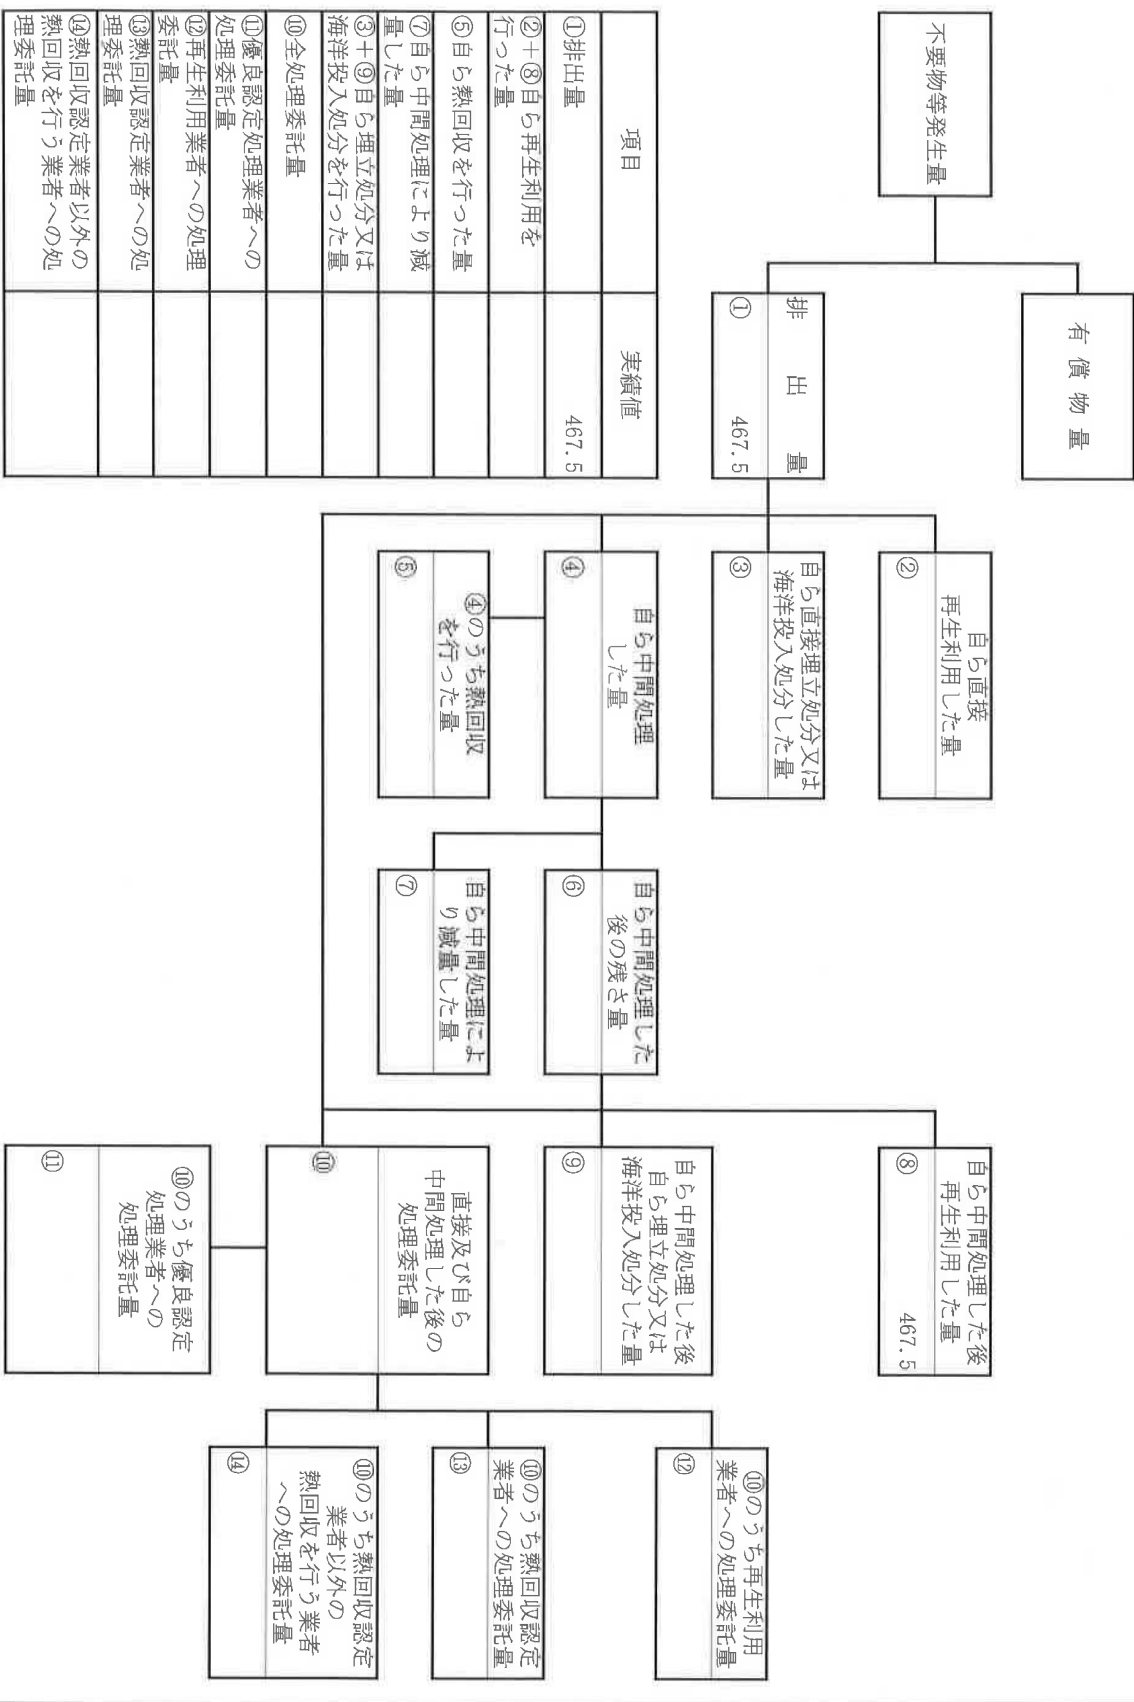 不要物等発生量
有償物量
排出量
① 467.5
自ら直接
再生利用した量
②
自ら直接埋立処分又は
海洋投入処分した量
③
自ら中間処理
した量
④
④のうち熱回収
を行った量
⑤
自ら中間処理した
後の残さ量
⑥
自ら中間処理によ
り減量した量
⑦
自ら中間処理した後
再生利用した量
⑧ 467.5
自ら中間処理した後
自ら埋立処分又は
海洋投入処分した量
⑨
直接及び自ら
中間処理した後の
処理委託量
⑩
⑩のうち優良認定
処理業者への
処理委託量
⑪
⑩のうち再生利用
業者への処理委託量
⑫
⑩のうち熱回収認定
業者への処理委託量
⑬
⑩のうち熱回収認定
業者以外の
熱回収を行う業者
への処理委託量
⑭
項目 実績値
①排出量 467.5
②+⑧自ら再生利用を
行った量
⑤自ら熱回収を行った量
⑦自ら中間処理により減
量した量
③+⑨自ら埋立処分又は
海洋投入処分を行った量
⑩全処理委託量
⑪優良認定処理業者への
処理委託量
⑫再生利用業者への処理
委託量
⑬熱回収認定業者への処
理委託量
⑭熱回収認定業者以外の
熱回収を行う業者への処
理委託量